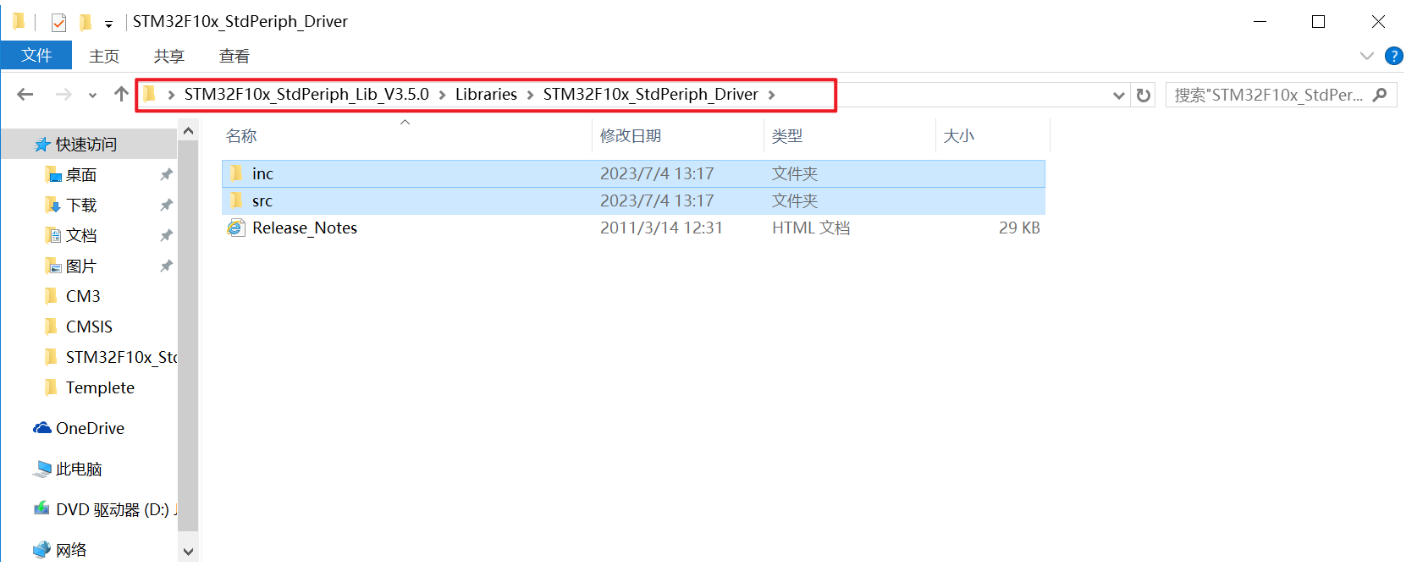 STM32F10x_StdPeriph_Driver
文件 主页 共享 查看
STM32F10x_StdPeriph_Lib_V3.5.0 > Libraries > STM32F10x_StdPeriph_Driver >
搜索"STM32F10x_StdPer...
快速访问
桌面
下载
文档
图片
CM3
CMSIS
STM32F10x_Std
Templete
OneDrive
此电脑
DVD 驱动器 (D:) J
网络
名称 修改日期 类型 大小
inc 2023/7/4 13:17 文件夹
src 2023/7/4 13:17 文件夹
Release_Notes 2011/3/14 12:31 HTML 文档 29 KB